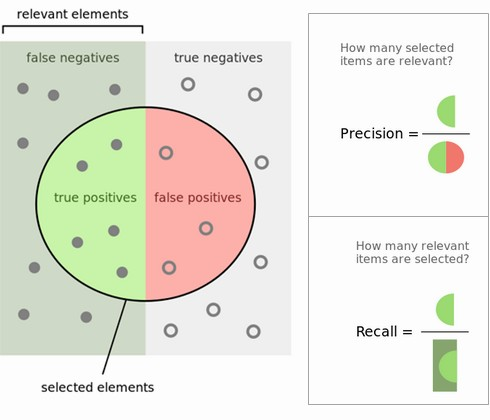 relevant elements
false negatives
true negatives
true positives
false positives
selected elements
How many selected
items are relevant?
Precision =
How many relevant
items are selected?
Recall =